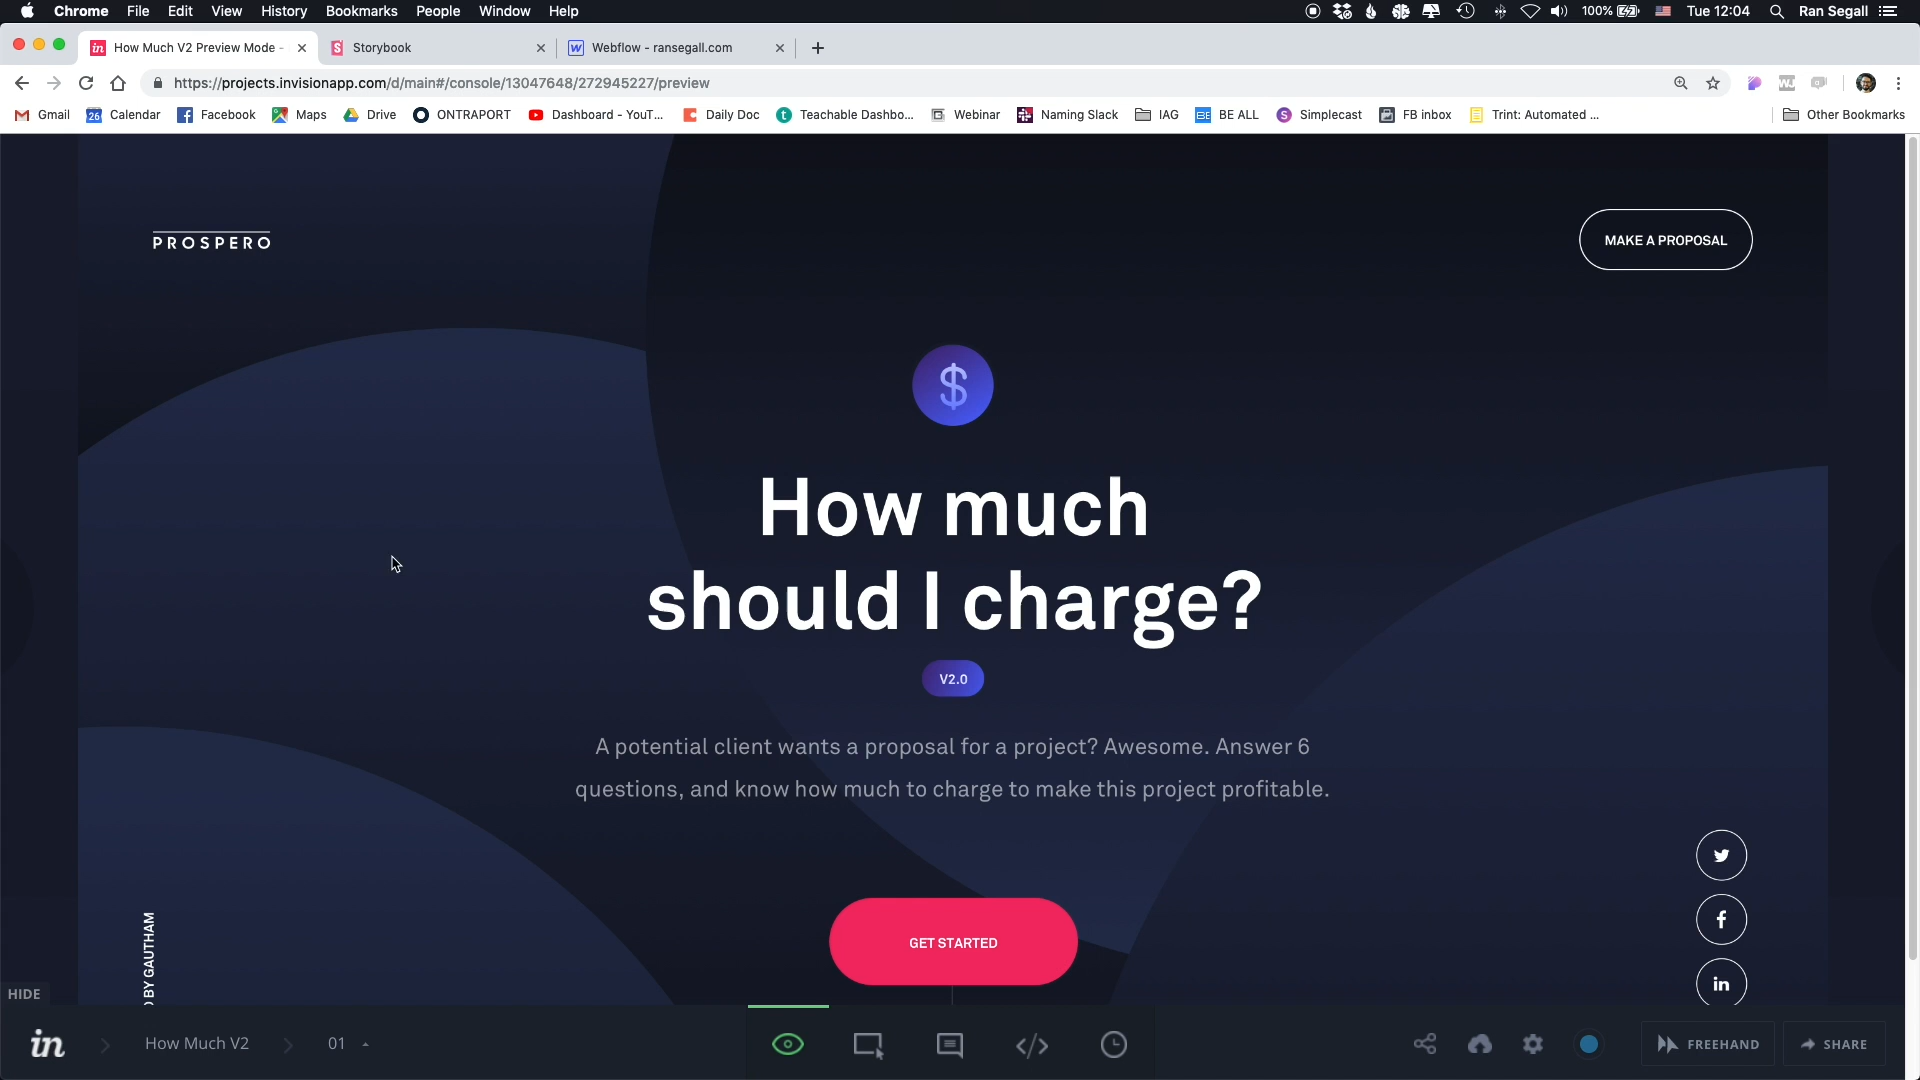 Chrome File Edit View History Bookmarks People Window Help 100% Tue 12:04 Ran Segall
How Much V2 Preview Mode - Storybook Webflow - ransegall.com
https://projects.invisionapp.com/d/main#/console/13047648/272945227/preview
Gmail Calendar Facebook Maps Drive ONTRAPORT Dashboard - YouT... Daily Doc Teachable Dashbo... Webinar Naming Slack IAG BE ALL Simplecast FB inbox Trint: Automated ... Other Bookmarks
PROSPERO
MAKE A PROPOSAL
$
How much
should I charge?
V2.0
A potential client wants a proposal for a project? Awesome. Answer 6
questions, and know how much to charge to make this project profitable.
GET STARTED
BY GAUTHAM
HIDE
in How Much V2 01 FREEHAND SHARE